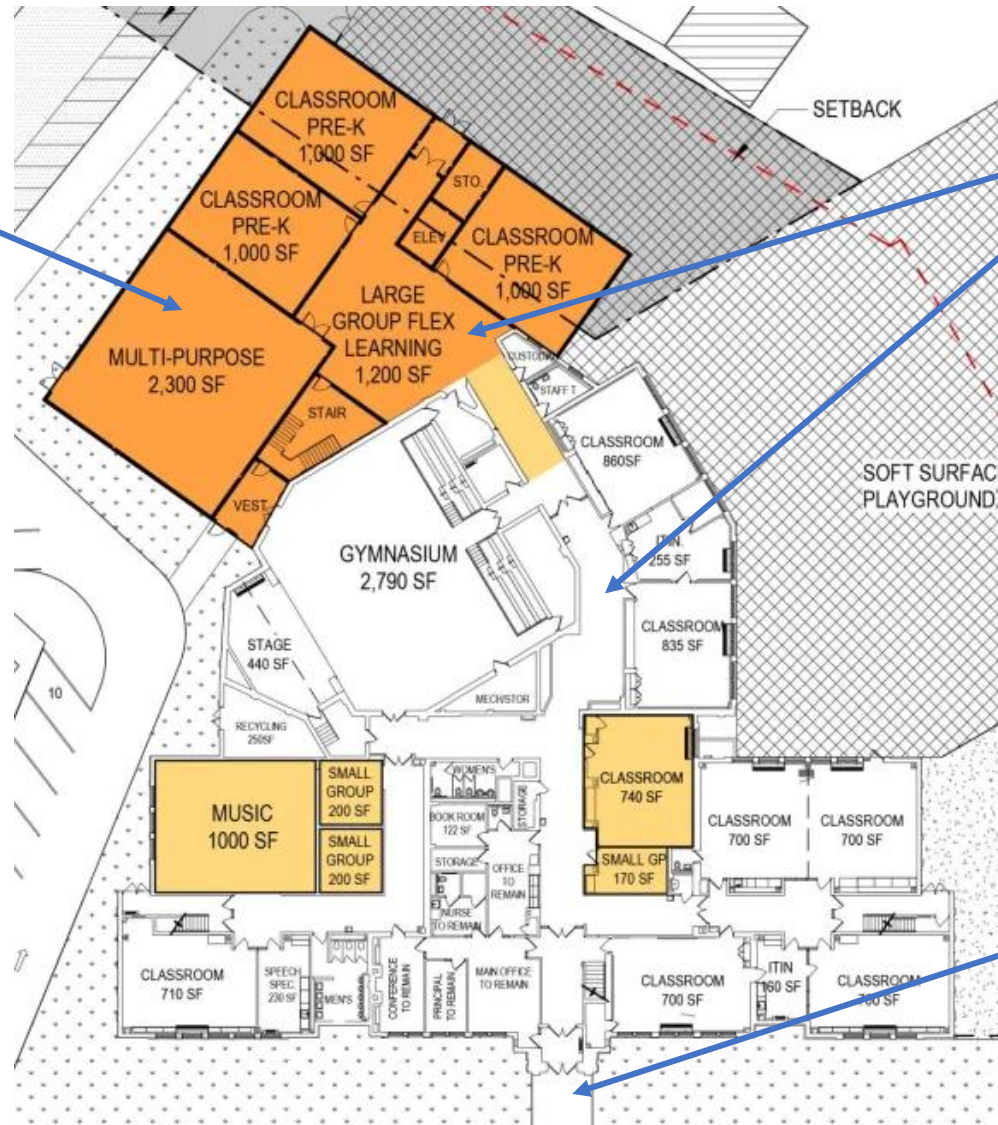 SETBACK
CLASSROOM
PRE-K
1,000 SF
STO.
CLASSROOM
PRE-K
1,000 SF
ELEV
CLASSROOM
PRE-K
1,000 SF
LARGE
GROUP FLEX
LEARNING
1,200 SF
MULTI-PURPOSE
2,300 SF
CUSTODIAN
STAFF T
STAIR
CLASSROOM
860SF
SOFT SURFAC
PLAYGROUND
VEST
ITIN.
255 SF
GYMNASIUM
2,790 SF
CLASSROOM
835 SF
STAGE
440 SF
10
MECH/STOR
RECYCLING
250SF
MUSIC
1000 SF
SMALL
GROUP
200 SF
SMALL
GROUP
200 SF
WOMEN'S
STORAGE
BOOK ROOM
122 SF
STORAGE
OFFICE
TO
REMAIN
NURSE
TO REMAIN
CLASSROOM
740 SF
SMALL GP
170 SF
CLASSROOM
700 SF
CLASSROOM
700 SF
CLASSROOM
710 SF
SPEECH
SPEC.
230 SF
MEN'S
CONFERENCE
TO REMAIN
PRINCIPAL
TO REMAIN
MAIN OFFICE
TO REMAIN
CLASSROOM
700 SF
ITIN
160 SF
CLASSROOM
700 SF